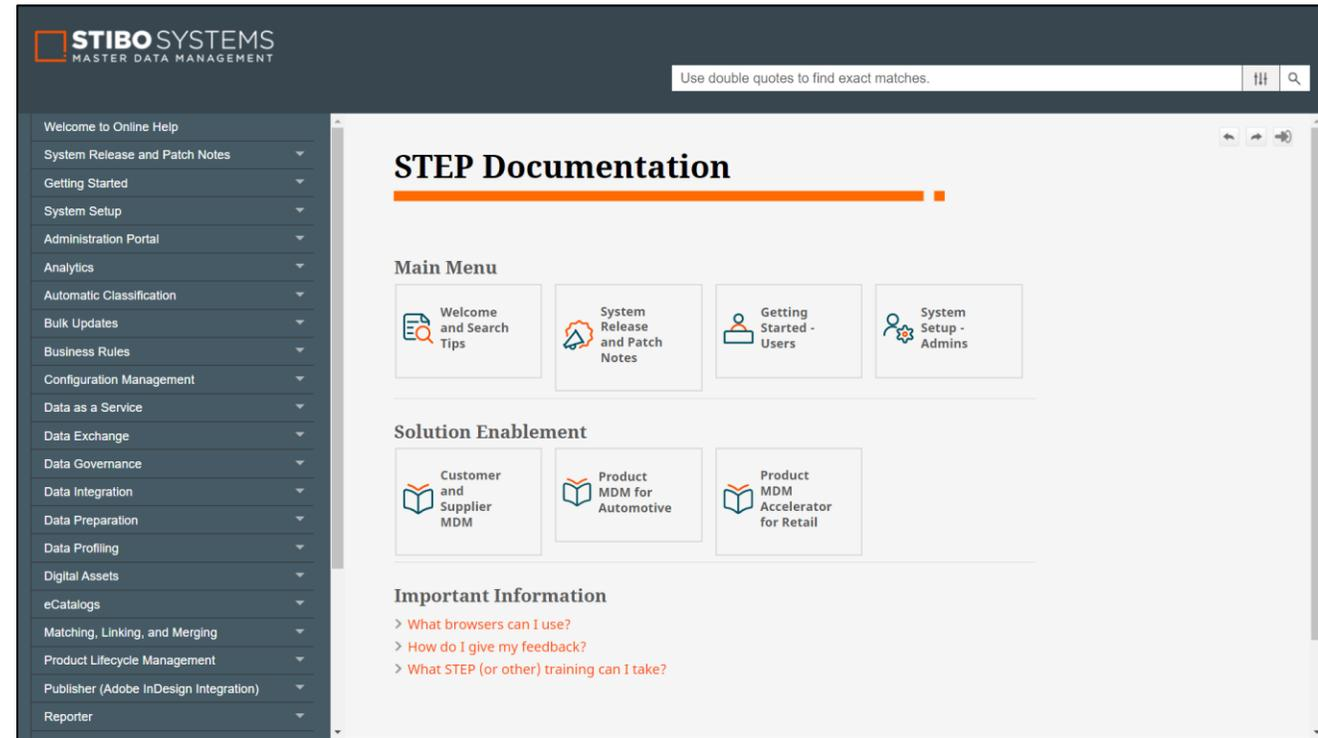 STIBO SYSTEMS
MASTER DATA MANAGEMENT
Use double quotes to find exact matches.
Welcome to Online Help
System Release and Patch Notes
Getting Started
System Setup
Administration Portal
Analytics
Automatic Classification
Bulk Updates
Business Rules
Configuration Management
Data as a Service
Data Exchange
Data Governance
Data Integration
Data Preparation
Data Profiling
Digital Assets
eCatalogs
Matching, Linking, and Merging
Product Lifecycle Management
Publisher (Adobe InDesign Integration)
Reporter
STEP Documentation
Main Menu
Welcome
and Search
Tips
System
Release
and Patch
Notes
Getting
Started -
Users
System
Setup -
Admins
Solution Enablement
Customer
and
Supplier
MDM
Product
MDM for
Automotive
Product
MDM
Accelerator
for Retail
Important Information
> What browsers can I use?
> How do I give my feedback?
> What STEP (or other) training can I take?